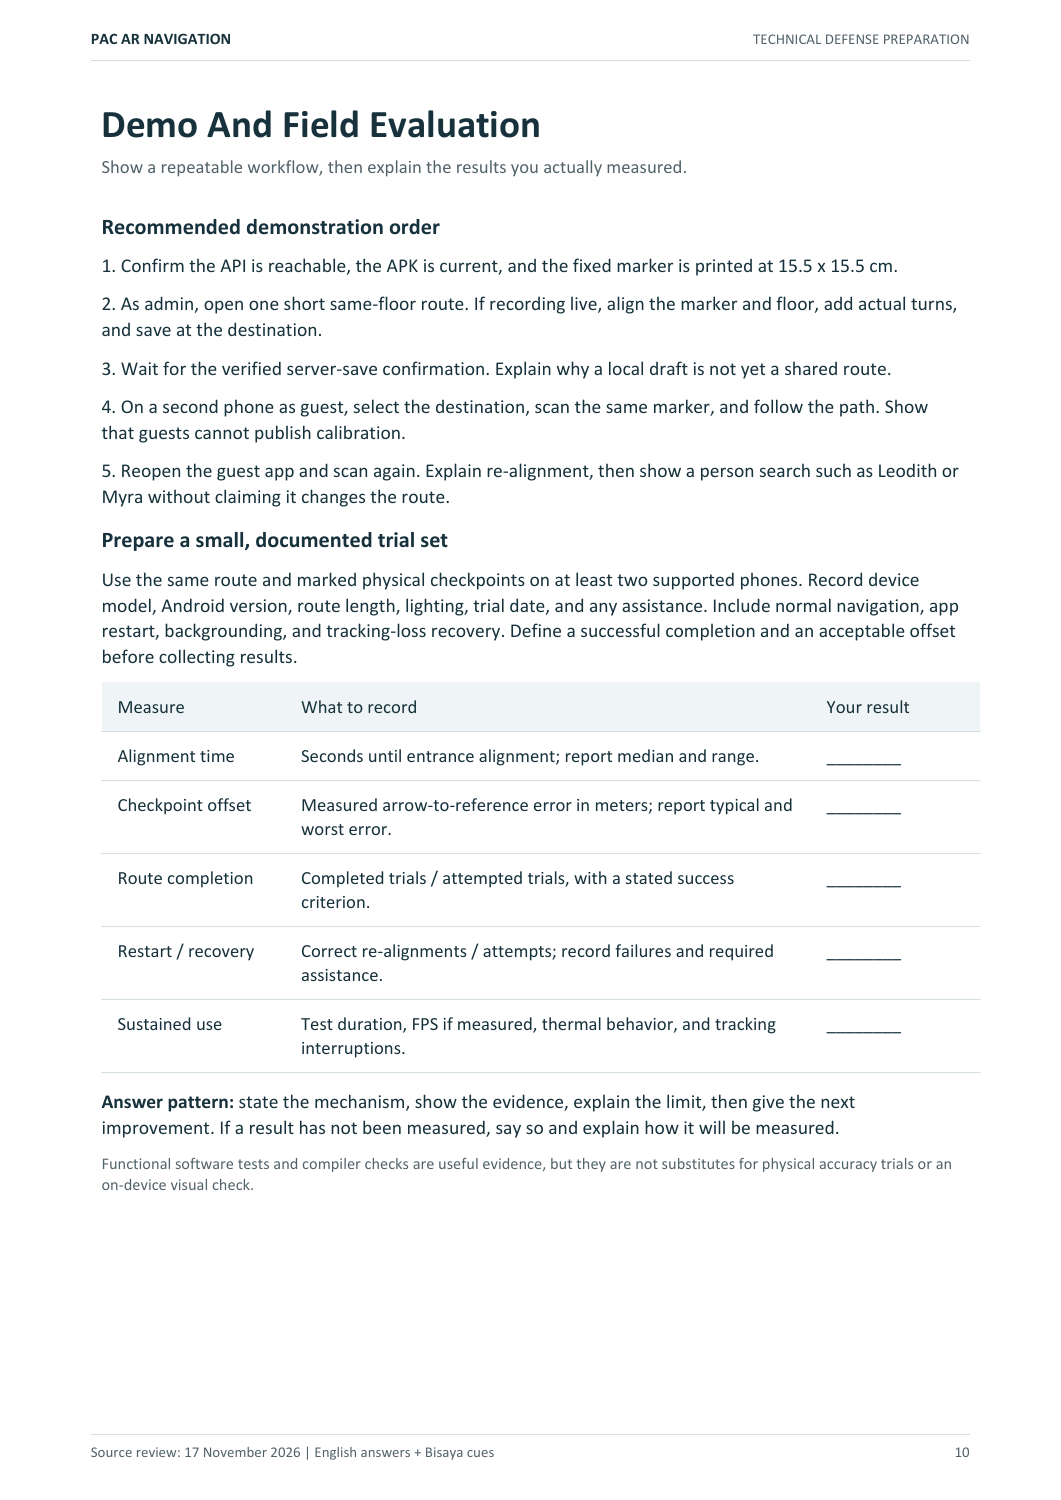 PAC AR NAVIGATION
TECHNICAL DEFENSE PREPARATION
Demo And Field Evaluation
Show a repeatable workflow, then explain the results you actually measured.
Recommended demonstration order
1. Confirm the API is reachable, the APK is current, and the fixed marker is printed at 15.5 x 15.5 cm.
2. As admin, open one short same-floor route. If recording live, align the marker and floor, add actual turns,
and save at the destination.
3. Wait for the verified server-save confirmation. Explain why a local draft is not yet a shared route.
4. On a second phone as guest, select the destination, scan the same marker, and follow the path. Show
that guests cannot publish calibration.
5. Reopen the guest app and scan again. Explain re-alignment, then show a person search such as Leodith or
Myra without claiming it changes the route.
Prepare a small, documented trial set
Use the same route and marked physical checkpoints on at least two supported phones. Record device
model, Android version, route length, lighting, trial date, and any assistance. Include normal navigation, app
restart, backgrounding, and tracking-loss recovery. Define a successful completion and an acceptable offset
before collecting results.
Measure What to record Your result
Alignment time Seconds until entrance alignment; report median and range. ________
Checkpoint offset Measured arrow-to-reference error in meters; report typical and ________
worst error.
Route completion Completed trials / attempted trials, with a stated success ________
criterion.
Restart / recovery Correct re-alignments / attempts; record failures and required ________
assistance.
Sustained use Test duration, FPS if measured, thermal behavior, and tracking ________
interruptions.
Answer pattern: state the mechanism, show the evidence, explain the limit, then give the next
improvement. If a result has not been measured, say so and explain how it will be measured.
Functional software tests and compiler checks are useful evidence, but they are not substitutes for physical accuracy trials or an
on-device visual check.
Source review: 17 November 2026 | English answers + Bisaya cues
10